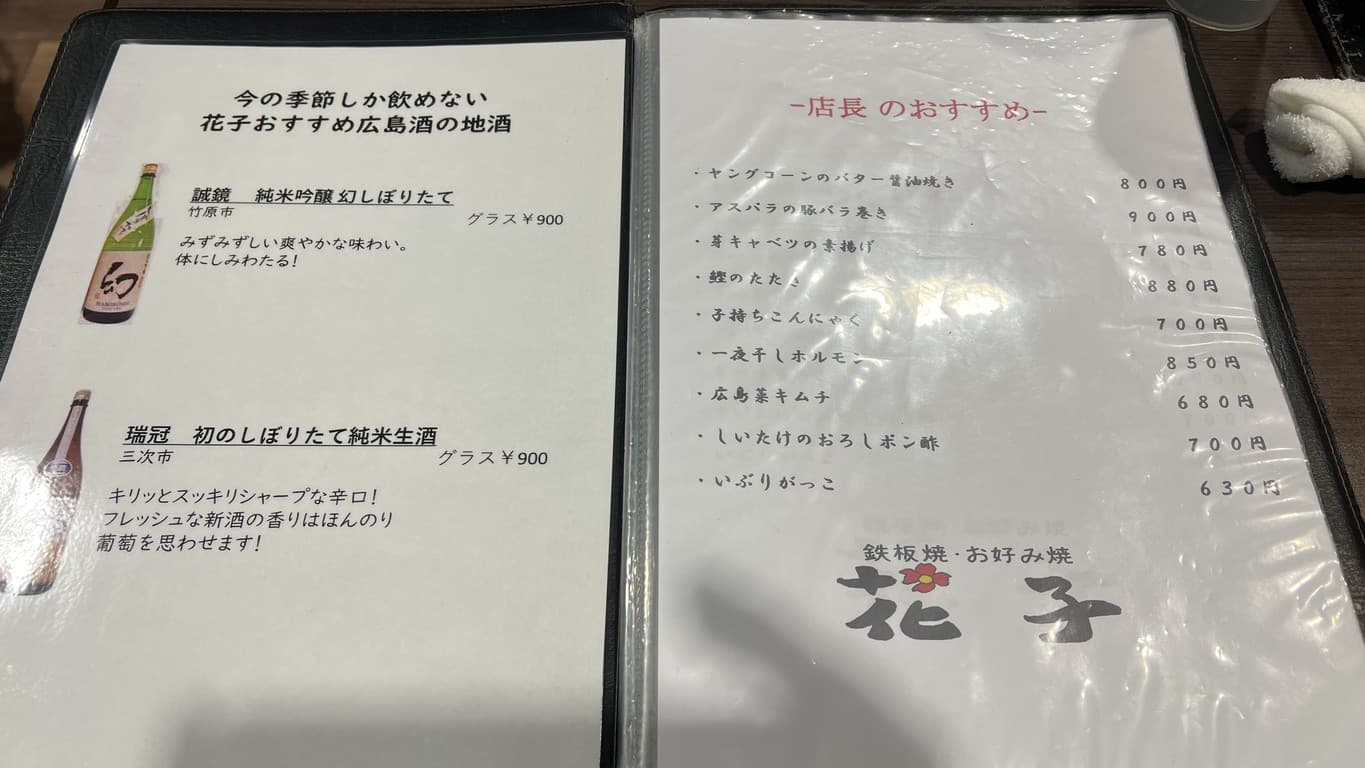 今の季節しか飲めない
花子おすすめ広島酒の地酒
誠鏡　純米吟醸 幻しぼりたて
竹原市
グラス￥900
みずみずしい爽やかな味わい。
体にしみわたる！
幻
MABOROSHI
瑞冠　初のしぼりたて純米生酒
三次市
グラス￥900
キリッとスッキリシャープな辛口！
フレッシュな新酒の香りはほんのり
葡萄を思わせます！
-店長 のおすすめ-
・ヤングコーンのバター醤油焼き　８００円
・アスパラの豚バラ巻き　９００円
・芽キャベツの素揚げ　７８０円
・鰹のたたき　８８０円
・子持ちこんにゃく　７００円
・一夜干しホルモン　８５０円
・広島菜キムチ　６８０円
・しいたけのおろしポン酢　７００円
・いぶりがっこ　６３０円
鉄板焼・お好み焼
花子